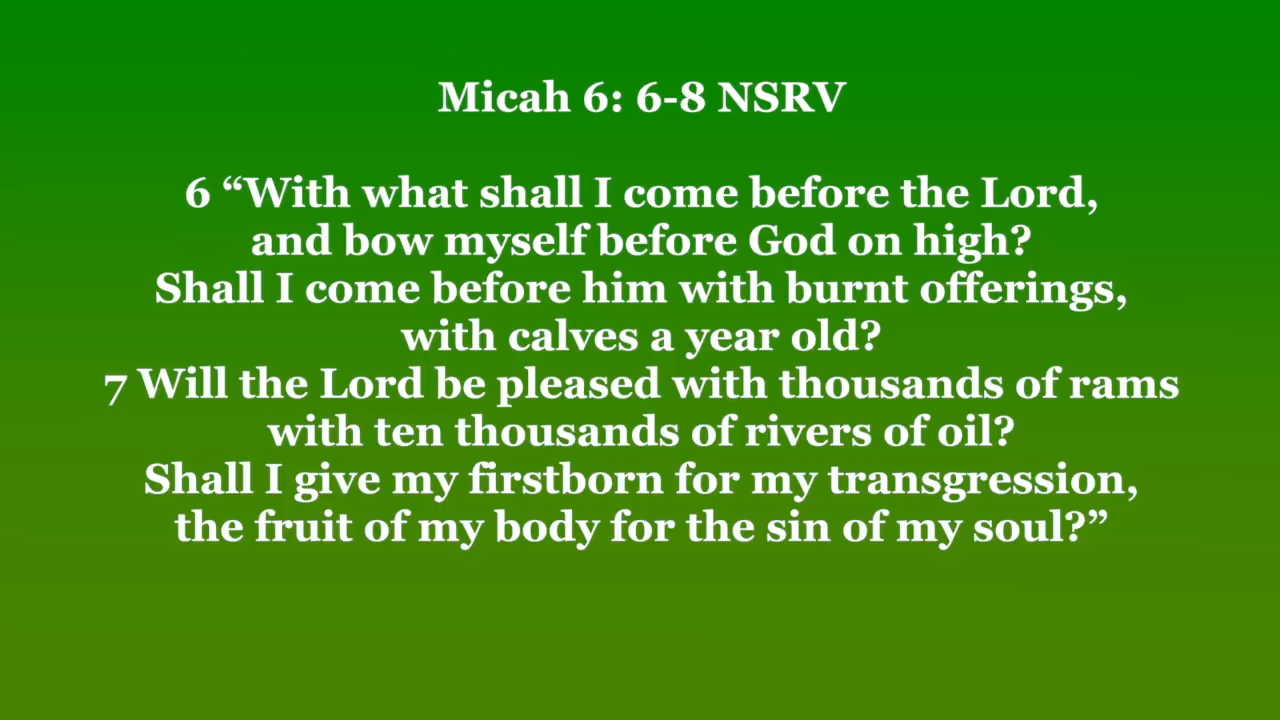 Micah 6: 6-8 NSRV
6 “With what shall I come before the Lord,
and bow myself before God on high?
Shall I come before him with burnt offerings,
with calves a year old?
7 Will the Lord be pleased with thousands of rams
with ten thousands of rivers of oil?
Shall I give my firstborn for my transgression,
the fruit of my body for the sin of my soul?”